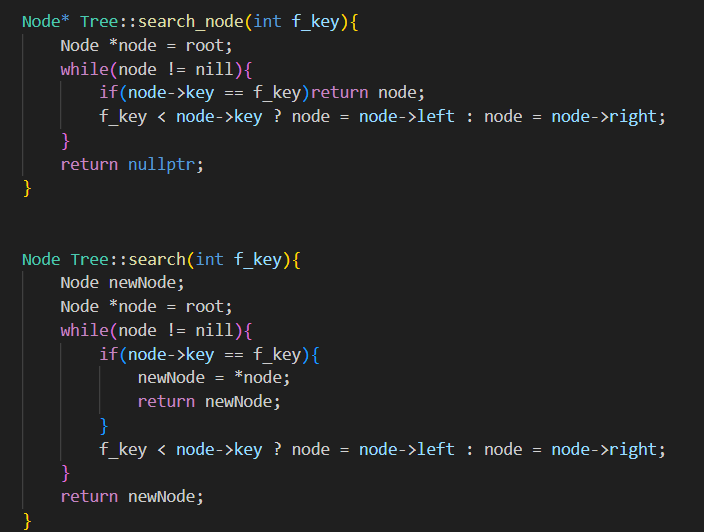 Node* Tree::search_node(int f_key){
    Node *node = root;
    while(node != nill){
        if(node->key == f_key)return node;
        f_key < node->key ? node = node->left : node = node->right;
    }
    return nullptr;
}
Node Tree::search(int f_key){
    Node newNode;
    Node *node = root;
    while(node != nill){
        if(node->key == f_key){
            newNode = *node;
            return newNode;
        }
        f_key < node->key ? node = node->left : node = node->right;
    }
    return newNode;
}